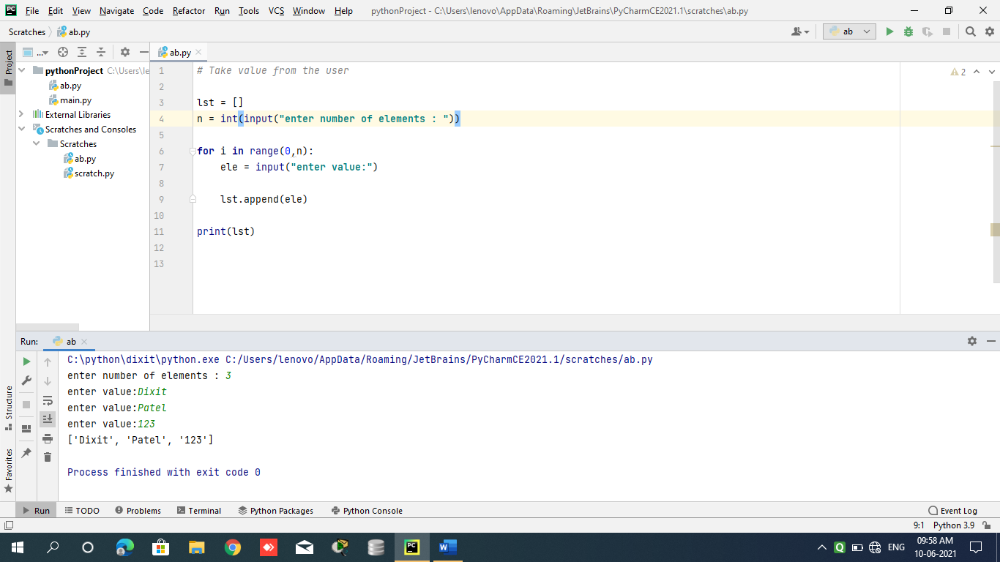 File Edit View Navigate Code Refactor Run Tools VCS Window Help pythonProject - C:\Users\lenovo\AppData\Roaming\JetBrains\PyCharmCE2021.1\scratches\ab.py
Scratches ab.py
ab
Project
...
ab.py
pythonProject C:\Users\le
ab.py
main.py
External Libraries
Scratches and Consoles
Scratches
ab.py
scratch.py
1 # Take value from the user
2
3 lst = []
4 n = int(input("enter number of elements : "))
5
6 for i in range(0,n):
7 ele = input("enter value:")
8
9 lst.append(ele)
10
11 print(lst)
12
13
2
Run: ab
C:\python\dixit\python.exe C:/Users/lenovo/AppData/Roaming/JetBrains/PyCharmCE2021.1/scratches/ab.py
enter number of elements : 3
enter value:Dixit
enter value:Patel
enter value:123
['Dixit', 'Patel', '123']
Process finished with exit code 0
Structure
Favorites
Run TODO Problems Terminal Python Packages Python Console Event Log
9:1 Python 3.9
ENG 09:58 AM
10-06-2021